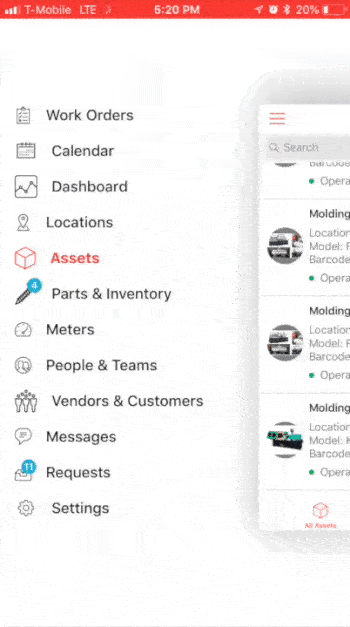 T-Mobile LTE 5:20 PM 20%
Work Orders
Calendar
Dashboard
Locations
Assets
4
Parts & Inventory
Meters
People & Teams
Vendors & Customers
Messages
11
Requests
Settings
Search
Barcode
Opera
Molding
Location
Model: F
Barcode
Opera
Molding
Location
Model: F
Barcode
Opera
Molding
Location
Model: K
Barcode
Opera
All Assets